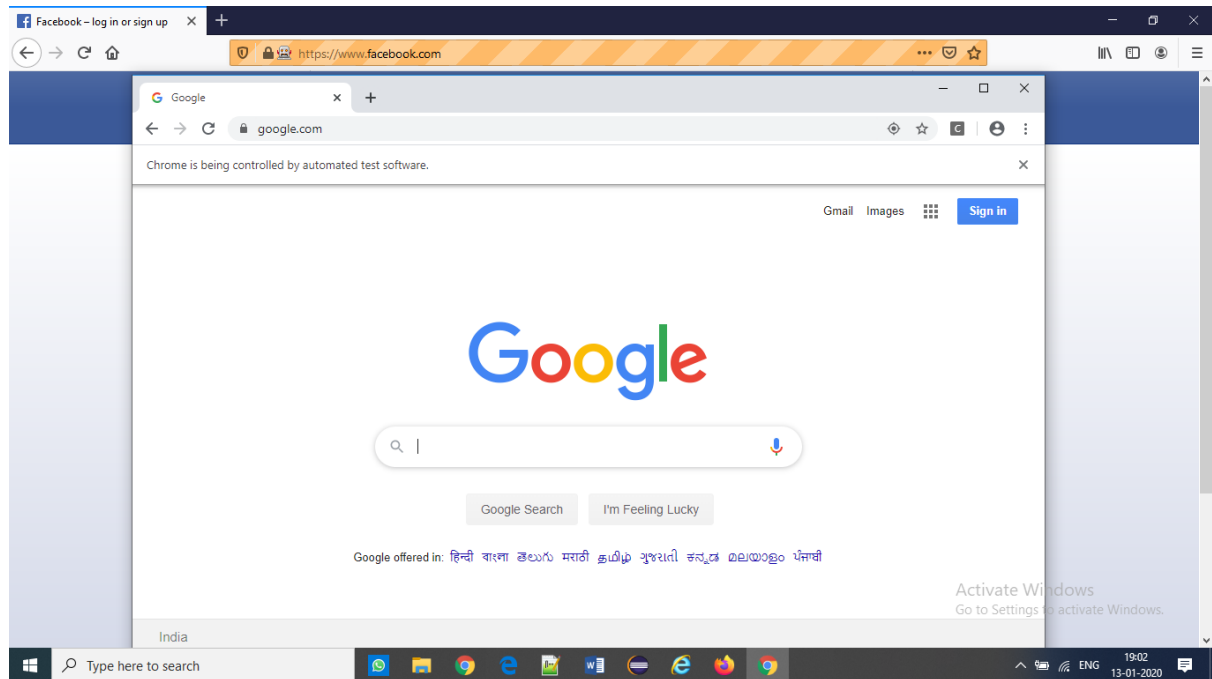 Facebook – log in or sign up
https://www.facebook.com
Google
google.com
Chrome is being controlled by automated test software.
Gmail Images Sign in
Google
Google Search I'm Feeling Lucky
Google offered in: हिन्दी বাংলা తెలుగు मराठी தமிழ் ગુજરાતી ಕನ್ನಡ മലയാളം ਪੰਜਾਬੀ
Activate Windows
Go to Settings to activate Windows.
India
Type here to search
ENG
19:02
13-01-2020